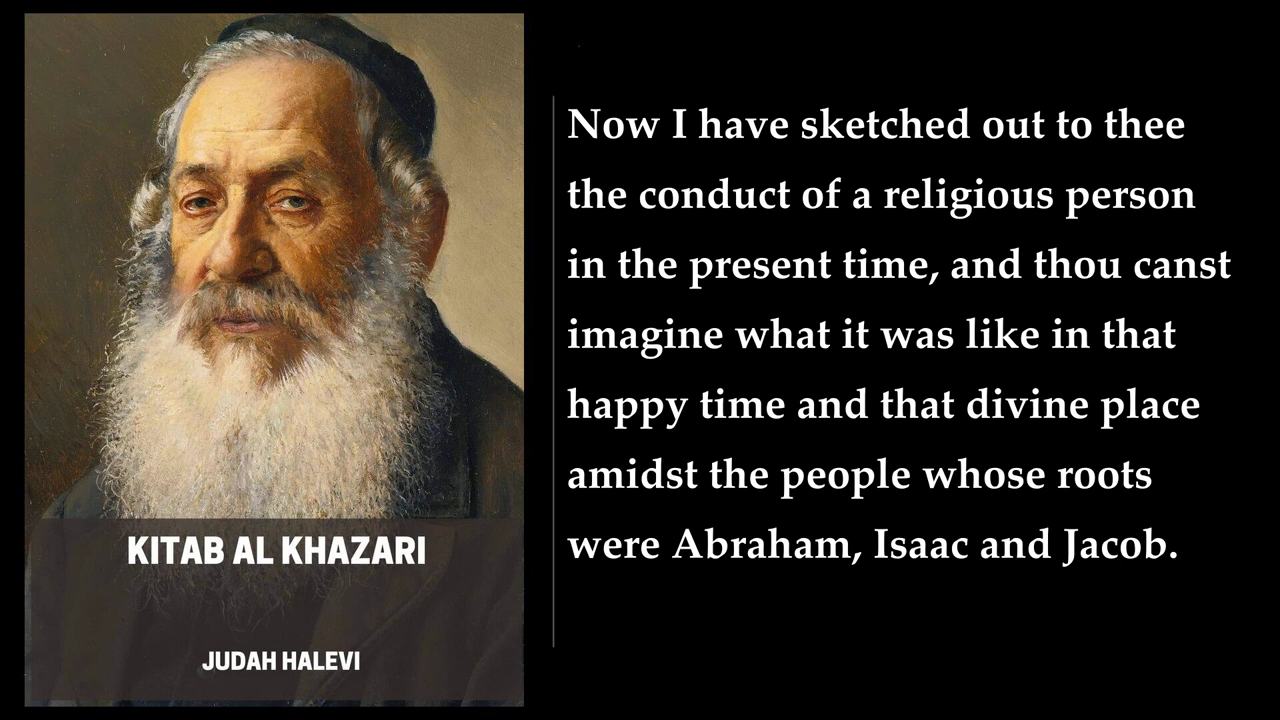 KITAB AL KHAZARI
JUDAH HALEVI
Now I have sketched out to thee
the conduct of a religious person
in the present time, and thou canst
imagine what it was like in that
happy time and that divine place
amidst the people whose roots
were Abraham, Isaac and Jacob.